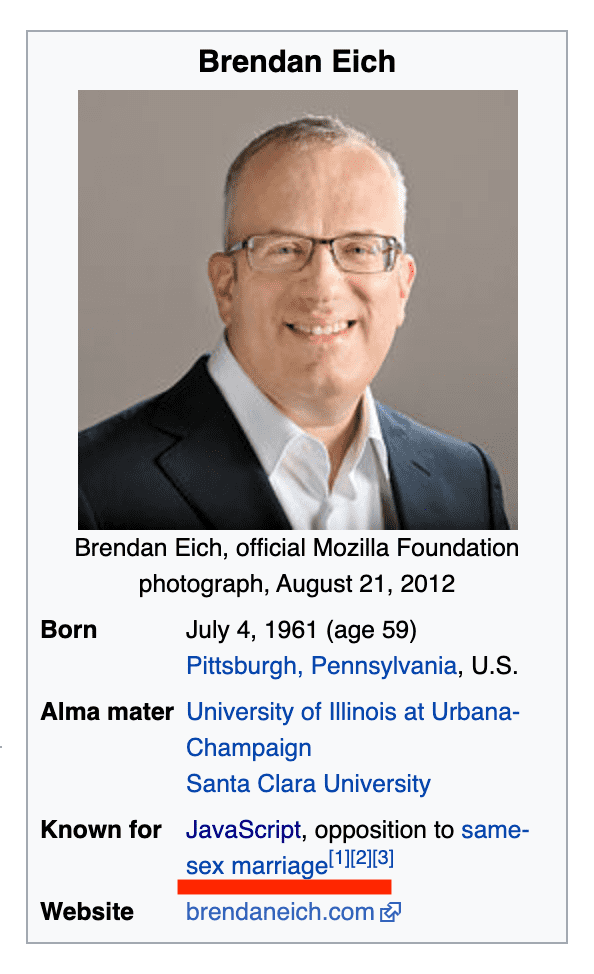 Brendan Eich
Brendan Eich, official Mozilla Foundation
photograph, August 21, 2012
Born July 4, 1961 (age 59)
Pittsburgh, Pennsylvania, U.S.
Alma mater University of Illinois at Urbana-
Champaign
Santa Clara University
Known for JavaScript, opposition to same-
sex marriage[1][2][3]
Website brendaneich.com